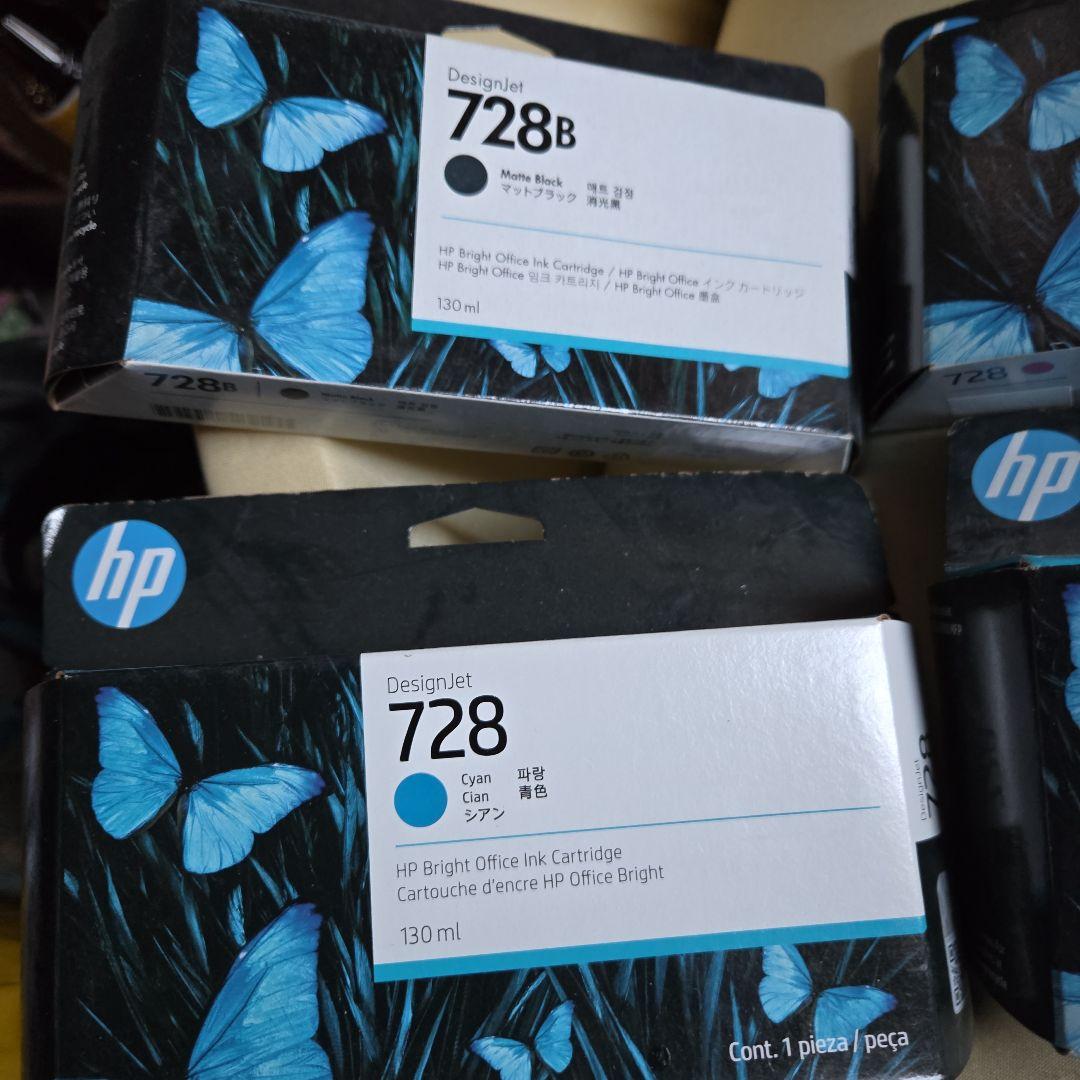 DesignJet
728B
Matte Black 매트 검정
マットブラック 消光黒
HP Bright Office Ink Cartridge / HP Bright Office インク カートリッジ
HP Bright Office 잉크 카트리지 / HP Bright Office 墨盒
130 ml
728B
728
hp
hp
DesignJet
728
Cyan 파랑
Cian 青色
シアン
HP Bright Office Ink Cartridge
Cartouche d'encre HP Office Bright
130 ml
Cont. 1 pieza / peça
DesignJet
728